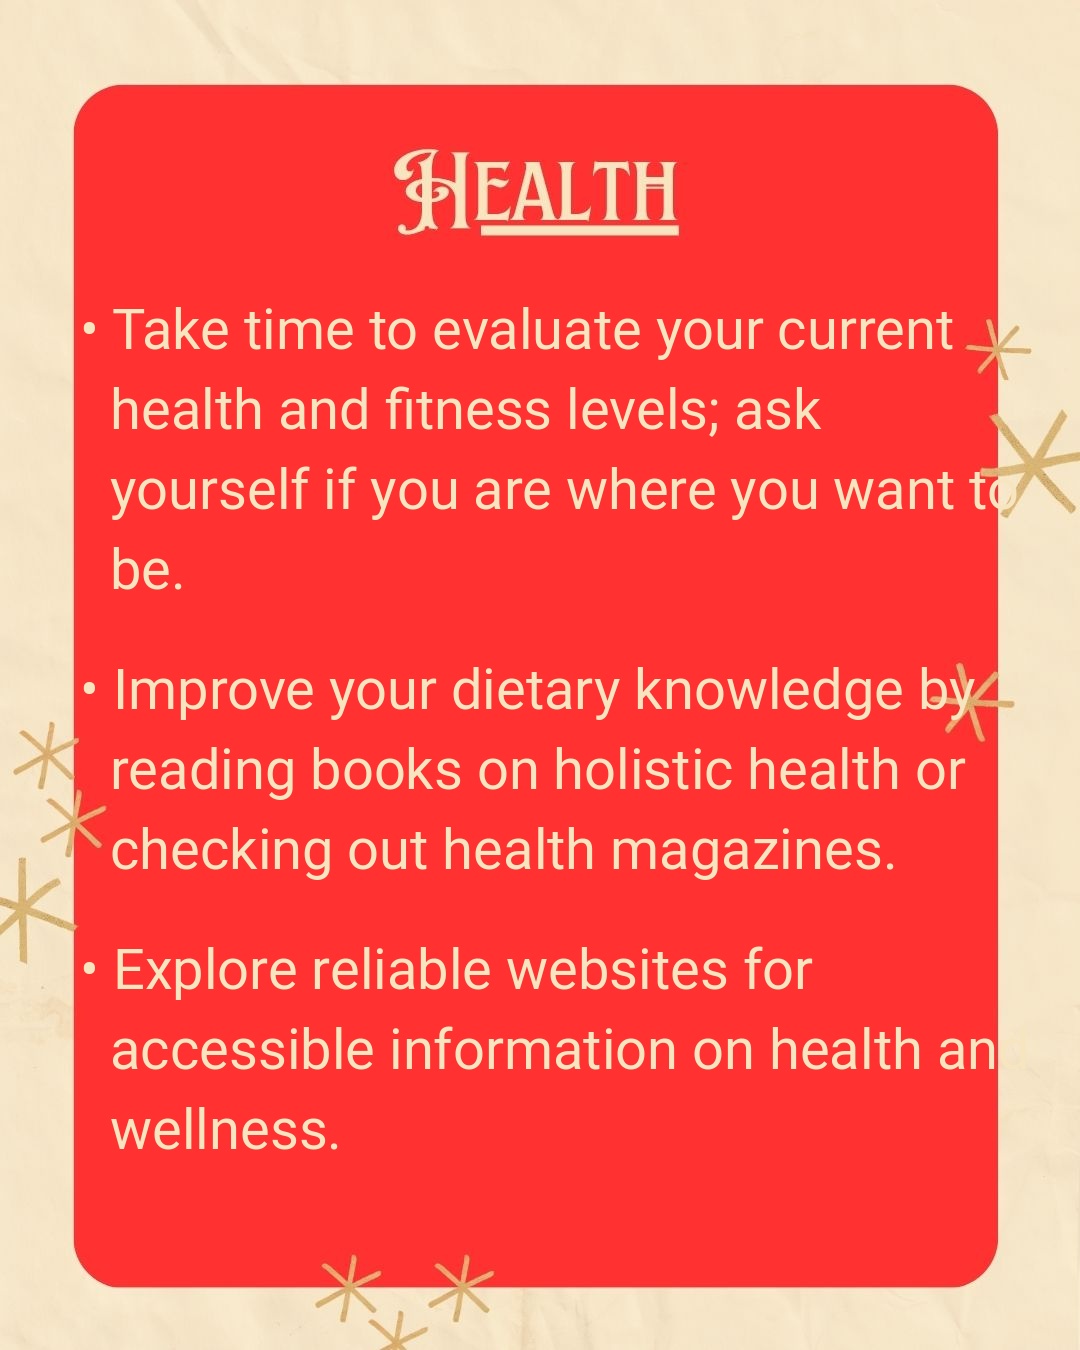 Health
• Take time to evaluate your current
health and fitness levels; ask
yourself if you are where you want to
be.
• Improve your dietary knowledge by
reading books on holistic health or
checking out health magazines.
• Explore reliable websites for
accessible information on health an
wellness.